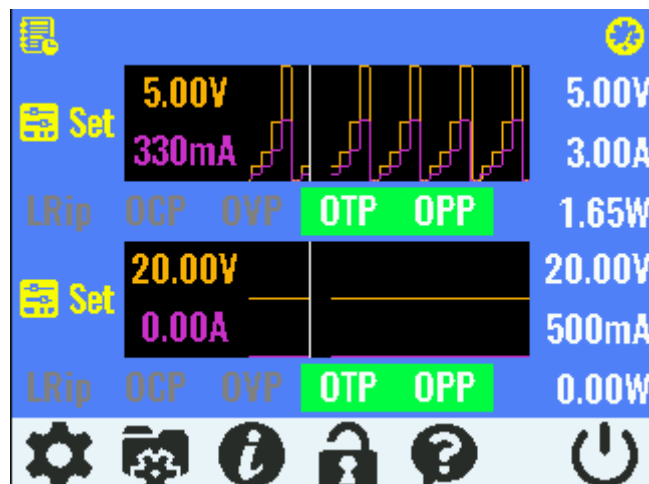 5.00V 5.00V
Set
330mA 3.00A
LRip OCP OVP OTP OPP 1.65W
20.00V 20.00V
Set
0.00A 500mA
LRip OCP OVP OTP OPP 0.00W